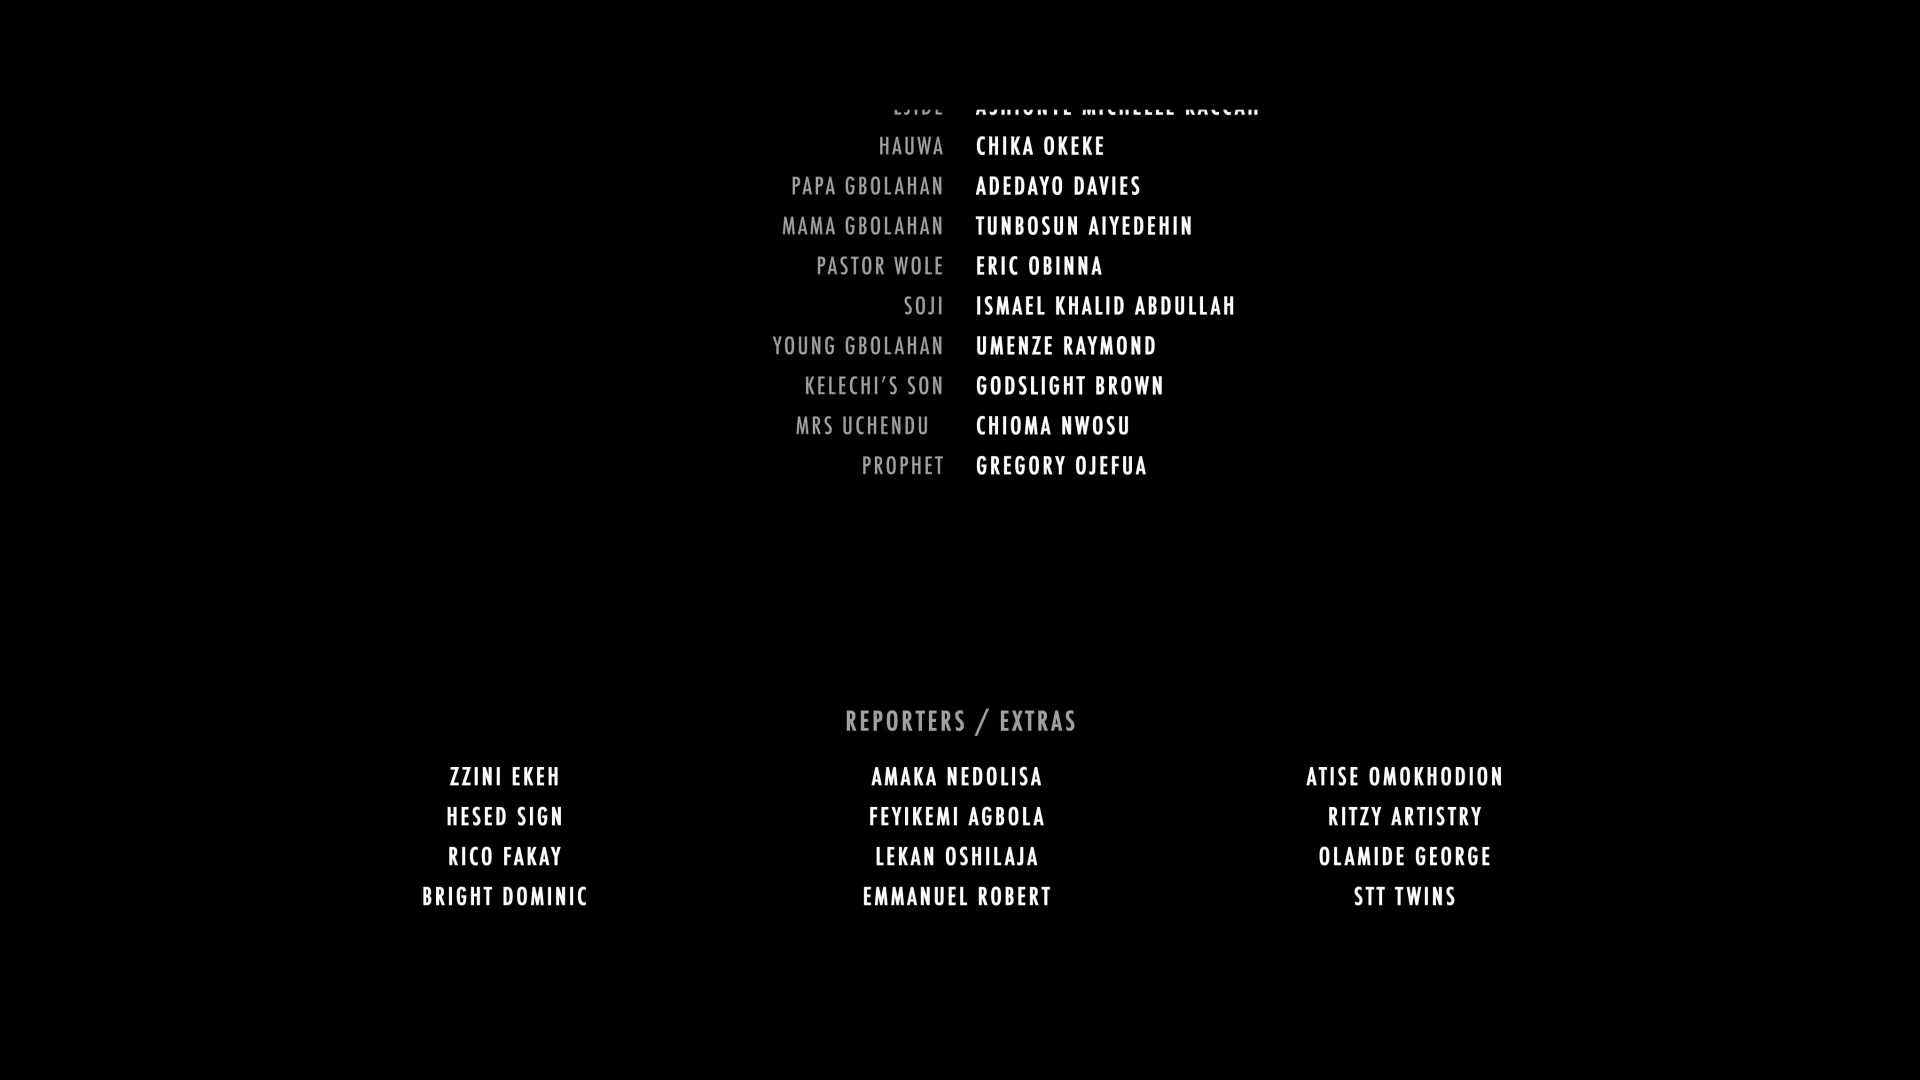 HAUWA CHIKA OKEKE
PAPA GBOLAHAN ADEDAYO DAVIES
MAMA GBOLAHAN TUNBOSUN AIYEDEHIN
PASTOR WOLE ERIC OBINNA
SOJI ISMAEL KHALID ABDULLAH
YOUNG GBOLAHAN UMENZE RAYMOND
KELECHI'S SON GODSLIGHT BROWN
MRS UCHENDU CHIOMA NWOSU
PROPHET GREGORY OJEFUA
REPORTERS / EXTRAS
ZZINI EKEH AMAKA NEDOLISA ATISE OMOKHODION
HESED SIGN FEYIKEMI AGBOLA RITZY ARTISTRY
RICO FAKAY LEKAN OSHILAJA OLAMIDE GEORGE
BRIGHT DOMINIC EMMANUEL ROBERT STT TWINS